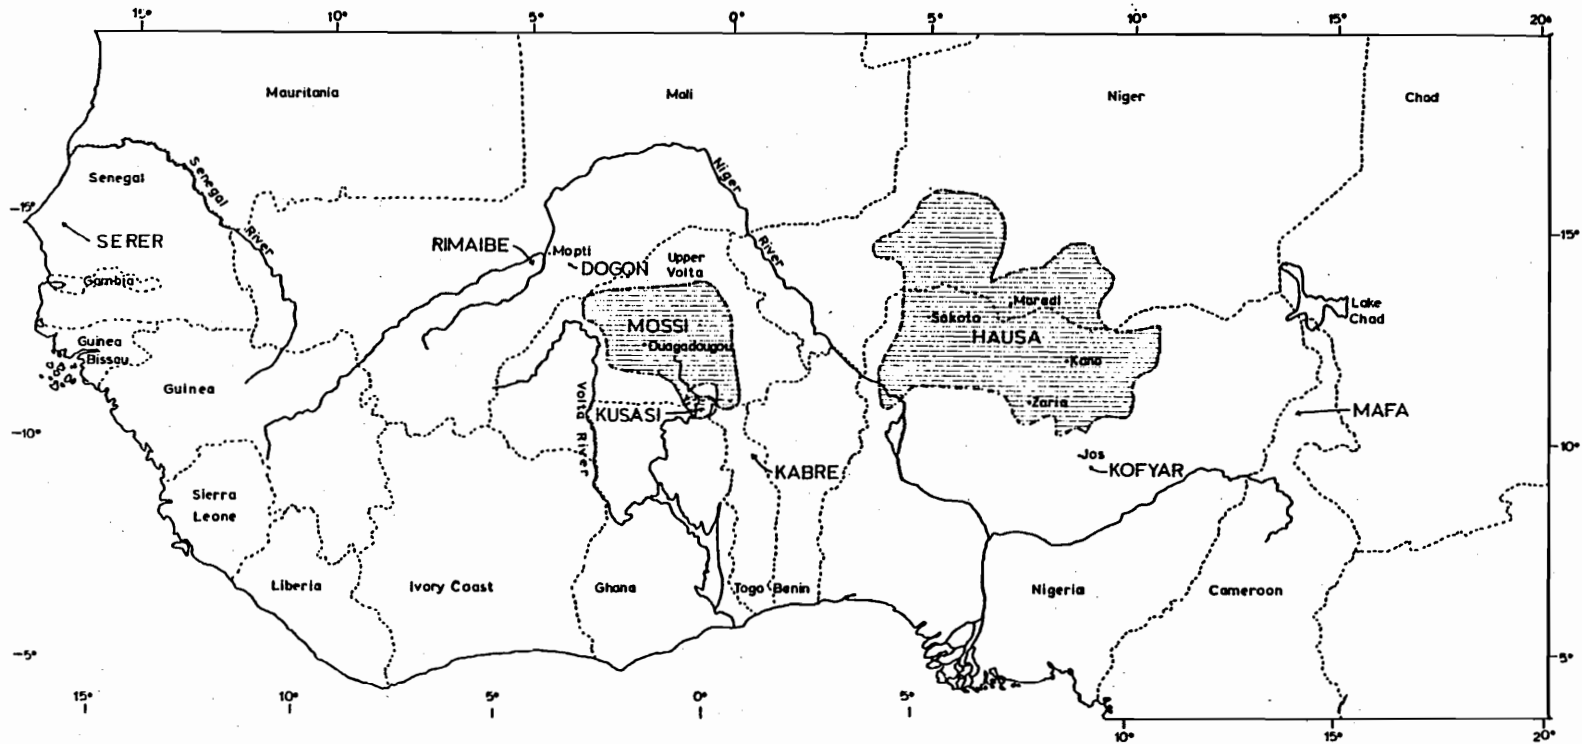 15° 10° 5° 0° 5° 10° 15° 20°
Mauritania
Mali
Niger
Chad
Senegal
Senegal River
Niger River
15°
SERER
RIMAIBE
Mopti
DOGON
Upper
Volta
15°
Gambia
Maradi
Lake
Chad
Sokoto
MOSSI
HAUSA
Guinea
Bissau
Ouagadougou
Kano
Guinea
Volta River
KUSASI
Zaria
MAFA
10°
10°
Jos
KOFYAR
KABRE
Sierra
Leone
Liberia
Ivory Coast
Ghana
Togo
Benin
Nigeria
Cameroon
5°
5°
15° 10° 5° 0° 5° 10° 15° 20°